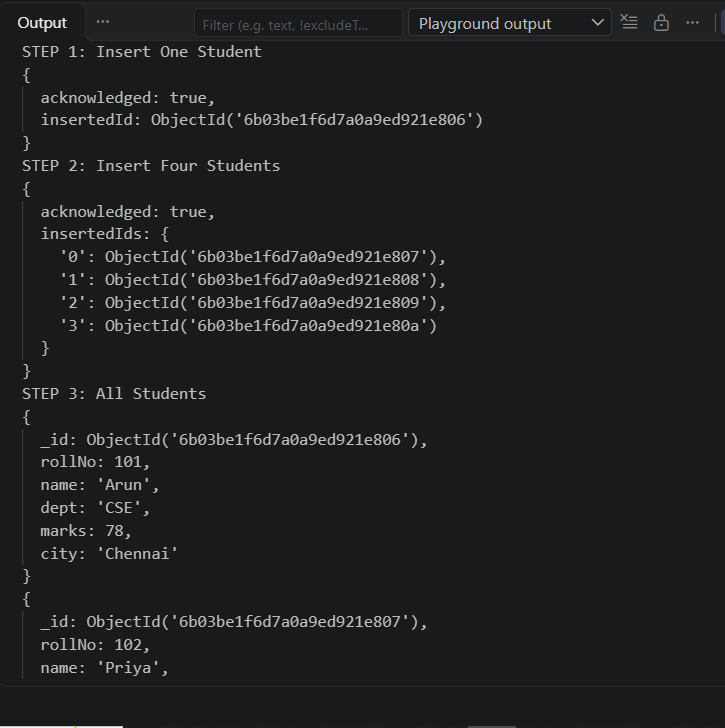 Output
Filter (e.g. text, !excludeT...
Playground output
STEP 1: Insert One Student
{
  acknowledged: true,
  insertedId: ObjectId('6b03be1f6d7a0a9ed921e806')
}
STEP 2: Insert Four Students
{
  acknowledged: true,
  insertedIds: {
    '0': ObjectId('6b03be1f6d7a0a9ed921e807'),
    '1': ObjectId('6b03be1f6d7a0a9ed921e808'),
    '2': ObjectId('6b03be1f6d7a0a9ed921e809'),
    '3': ObjectId('6b03be1f6d7a0a9ed921e80a')
  }
}
STEP 3: All Students
{
  _id: ObjectId('6b03be1f6d7a0a9ed921e806'),
  rollNo: 101,
  name: 'Arun',
  dept: 'CSE',
  marks: 78,
  city: 'Chennai'
}
{
  _id: ObjectId('6b03be1f6d7a0a9ed921e807'),
  rollNo: 102,
  name: 'Priya',